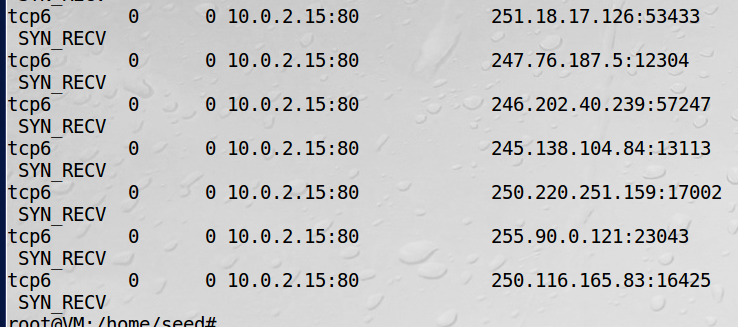 SYN_RECV
tcp6 0 0 10.0.2.15:80 251.18.17.126:53433
SYN_RECV
tcp6 0 0 10.0.2.15:80 247.76.187.5:12304
SYN_RECV
tcp6 0 0 10.0.2.15:80 246.202.40.239:57247
SYN_RECV
tcp6 0 0 10.0.2.15:80 245.138.104.84:13113
SYN_RECV
tcp6 0 0 10.0.2.15:80 250.220.251.159:17002
SYN_RECV
tcp6 0 0 10.0.2.15:80 255.90.0.121:23043
SYN_RECV
tcp6 0 0 10.0.2.15:80 250.116.165.83:16425
SYN_RECV
root@VM:/home/seed#